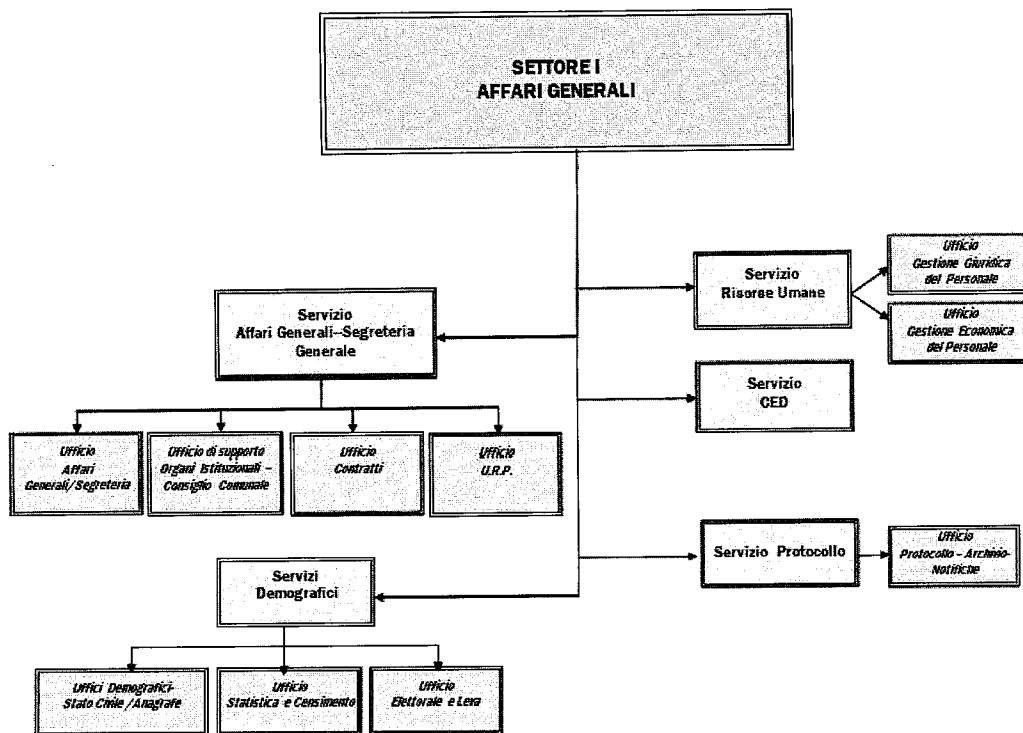 SETTORE I
AFFARI GENERALI
Servizio
Risorse Umane
Ufficio
Gestione Giuridica
del Personale
Ufficio
Gestione Economica
del Personale
Servizio
Affari Generali--Segreteria
Generale
Servizio
CED
Ufficio
Affari
Generali/Segreteria
Ufficio di supporto
Organi Istituzionali –
Consiglio Comunale
Ufficio
Contratti
Ufficio
U.R.P.
Servizio Protocollo
Ufficio
Protocollo – Archivio-
Notifiche
Servizi
Demografici
Uffici Demografici-
Stato Civile /Anagrafe
Ufficio
Statistica e Censimento
Ufficio
Elettorale e Leva